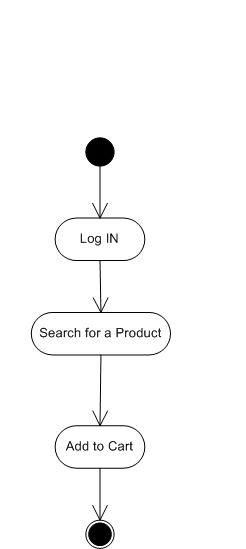 Log IN
Search for a Product
Add to Cart